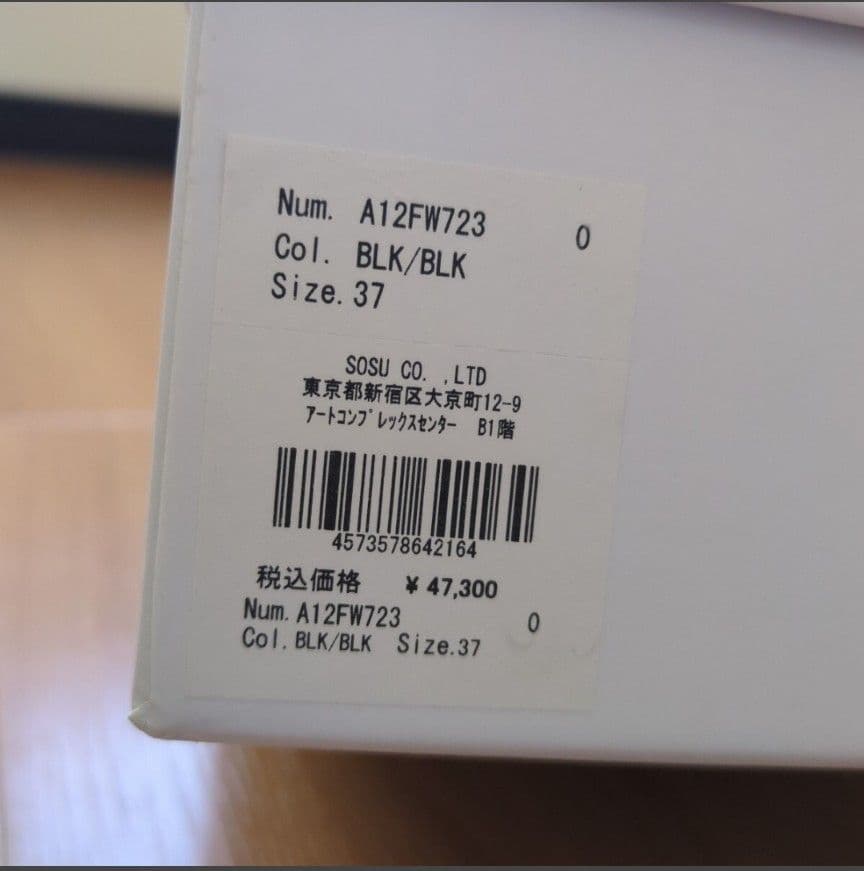 Num. A12FW723 0
Col. BLK/BLK
Size. 37
SOSU CO. ,LTD
東京都新宿区大京町12-9
ｱｰﾄｺﾝﾌﾟﾚｯｸｽｾﾝﾀｰ B1階
4573578642164
税込価格 ¥ 47,300
Num. A12FW723 0
Col. BLK/BLK Size. 37